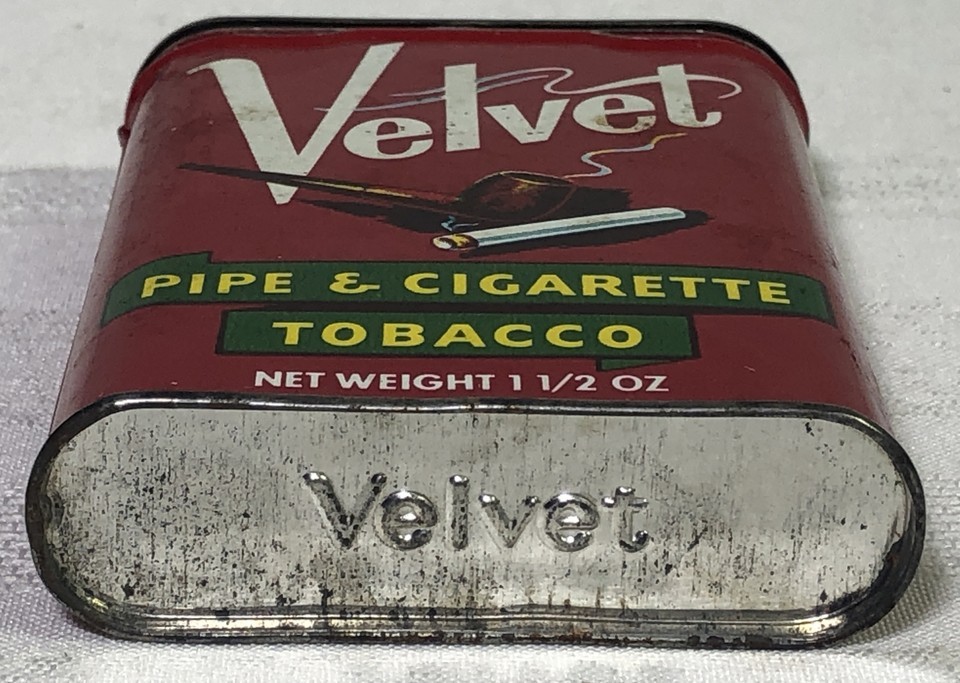 Velvet
PIPE & CIGARETTE
TOBACCO
NET WEIGHT 1 1/2 OZ
Velvet